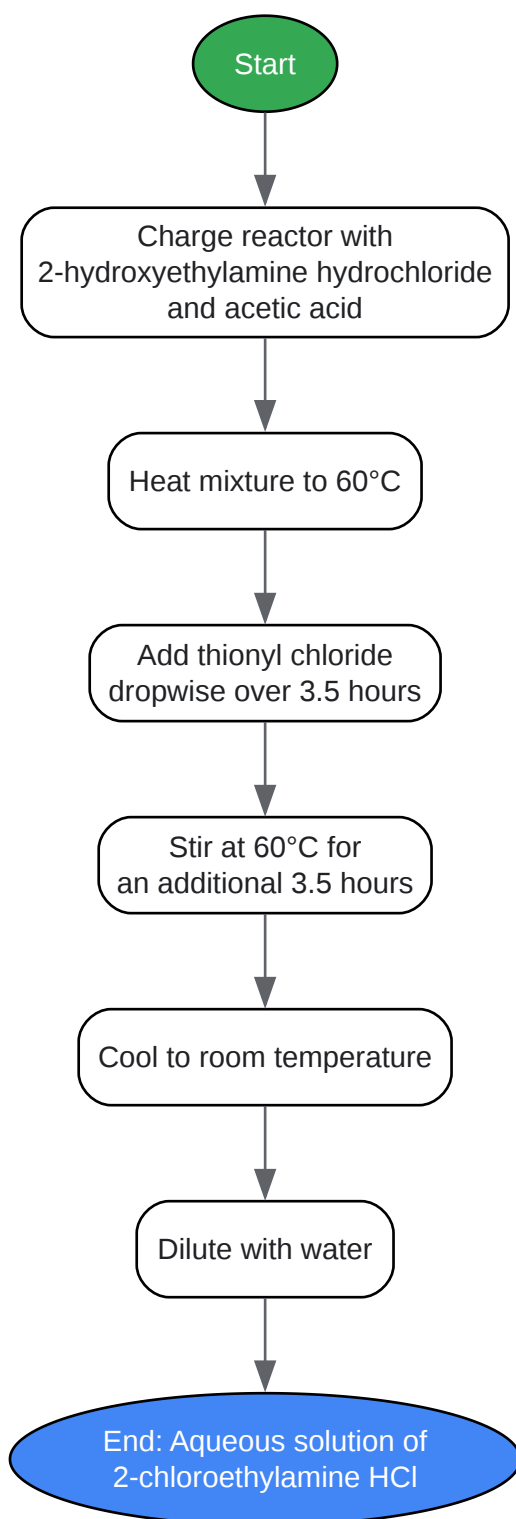 Start
Charge reactor with
2-hydroxyethylamine hydrochloride
and acetic acid
Heat mixture to 60°C
Add thionyl chloride
dropwise over 3.5 hours
Stir at 60°C for
an additional 3.5 hours
Cool to room temperature
Dilute with water
End: Aqueous solution of
2-chloroethylamine HCl